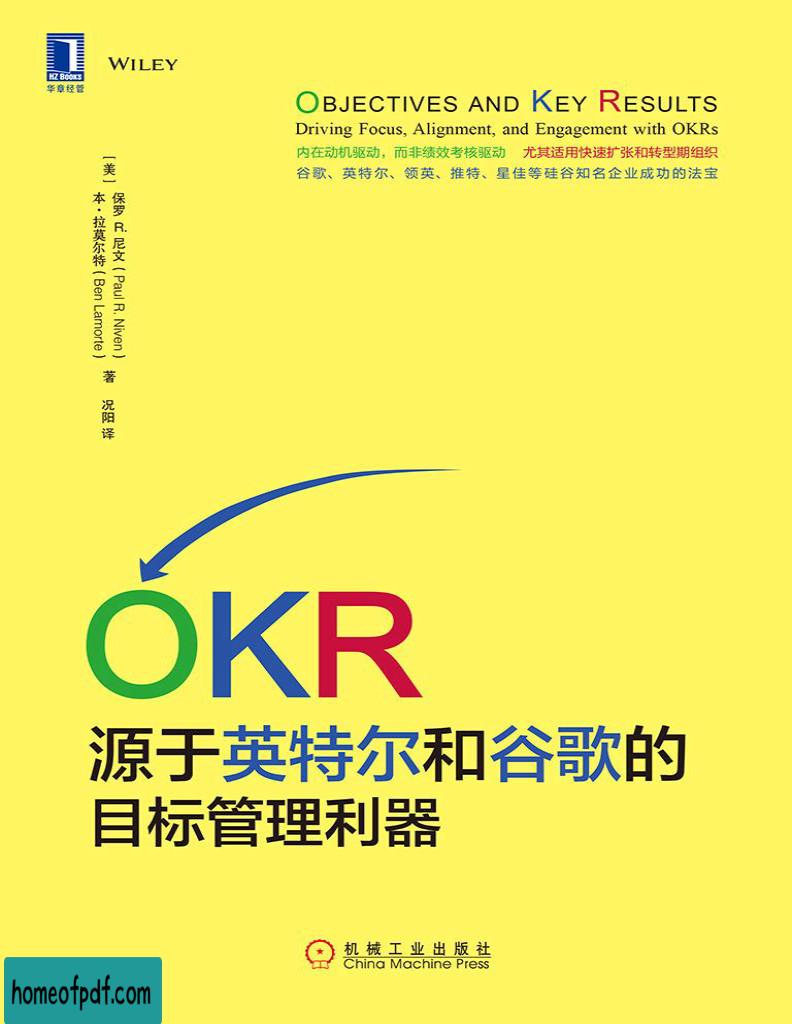 HZ BOOKS
华章经管
WILEY
OBJECTIVES AND KEY RESULTS
Driving Focus, Alignment, and Engagement with OKRs
内在动机驱动，而非绩效考核驱动 尤其适用快速扩张和转型期组织
谷歌、英特尔、领英、推特、星佳等硅谷知名企业成功的法宝
[美] 保罗 R. 尼文 ( Paul R. Niven )
本·拉莫尔特 ( Ben Lamorte ) 著
况阳 译
OKR
源于英特尔和谷歌的
目标管理利器
机械工业出版社
China Machine Press
homeofpdf.com